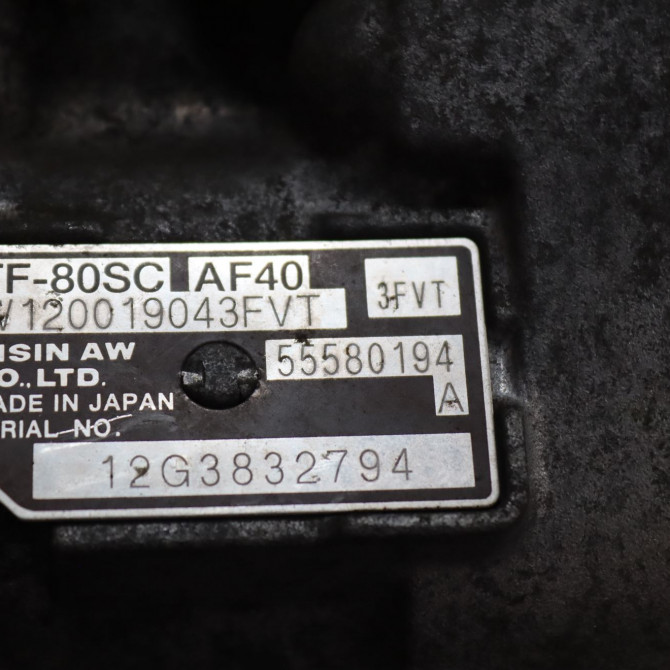 TF-80SC AF40
3FVT
V120019043FVT
ISIN AW
55580194
O.,LTD.
A
ADE IN JAPAN
RIAL NO.
12G3832794